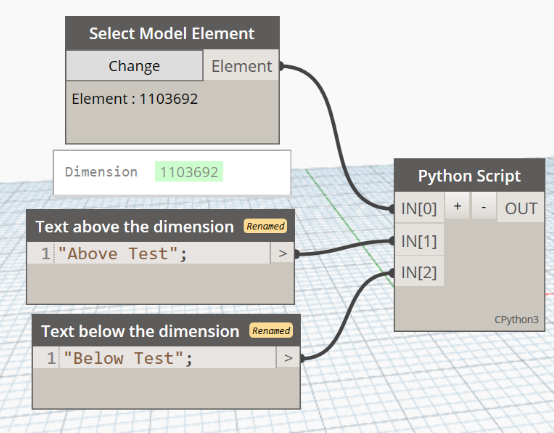 Select Model Element
Change Element
Element : 1103692
Dimension 1103692
Python Script
IN[0] + - OUT
IN[1]
IN[2]
CPython3
Text above the dimension Renamed
1 "Above Test"; >
Text below the dimension Renamed
1 "Below Test"; >